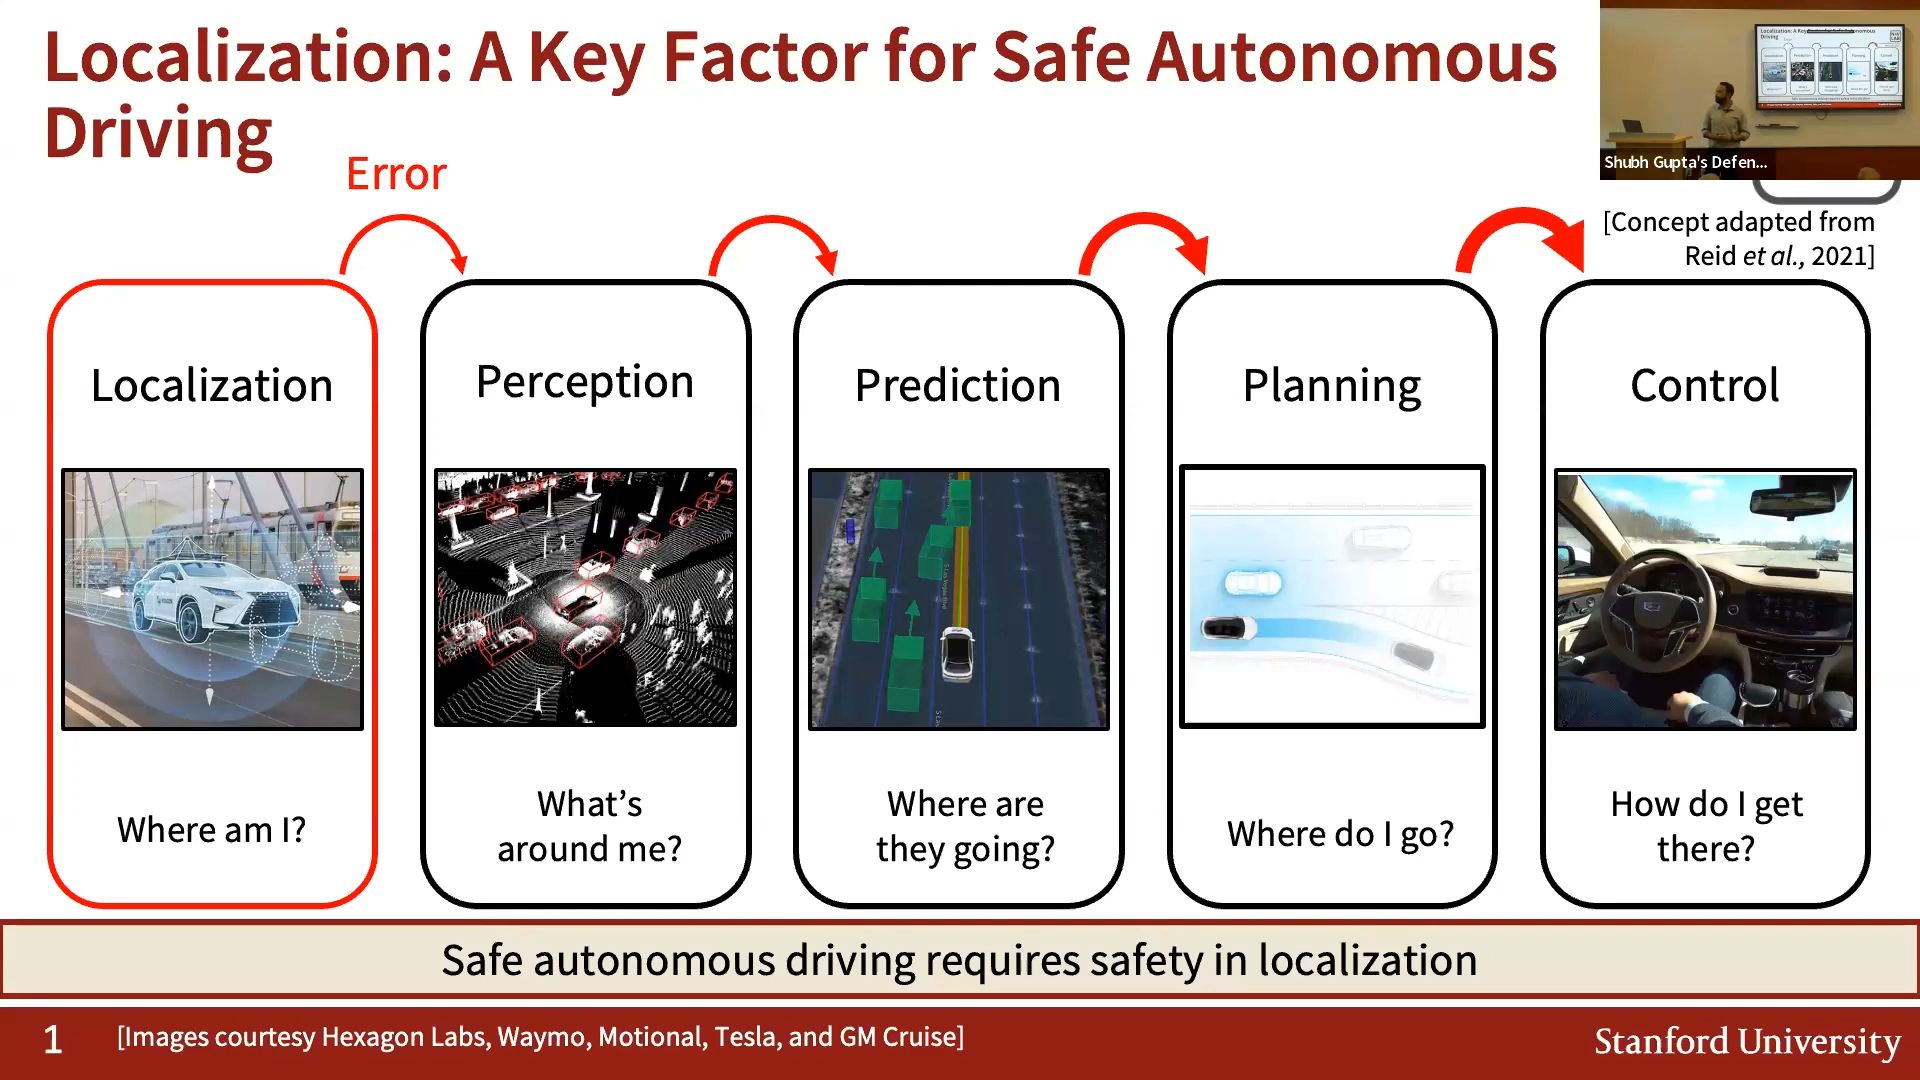 Localization: A Key Factor for Safe Autonomous
Driving
Error
Shubh Gupta's Defen...
[Concept adapted from
Reid et al., 2021]
Localization
Perception
Prediction
Planning
Control
Where am I?
What's
around me?
Where are
they going?
Where do I go?
How do I get
there?
Safe autonomous driving requires safety in localization
1
[Images courtesy Hexagon Labs, Waymo, Motional, Tesla, and GM Cruise]
Stanford University